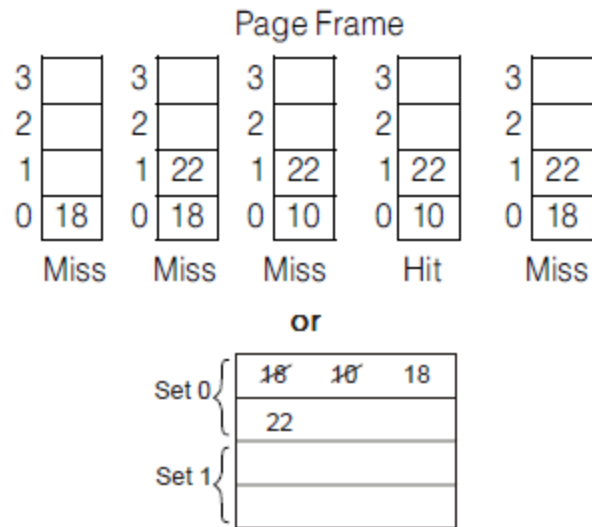 Page Frame
3 3 3 3 3
2 2 2 2 2
1 1 22 1 22 1 22 1 22
0 18 0 18 0 10 0 10 0 18
Miss Miss Miss Hit Miss
or
Set 0 18 10 18
22
Set 1